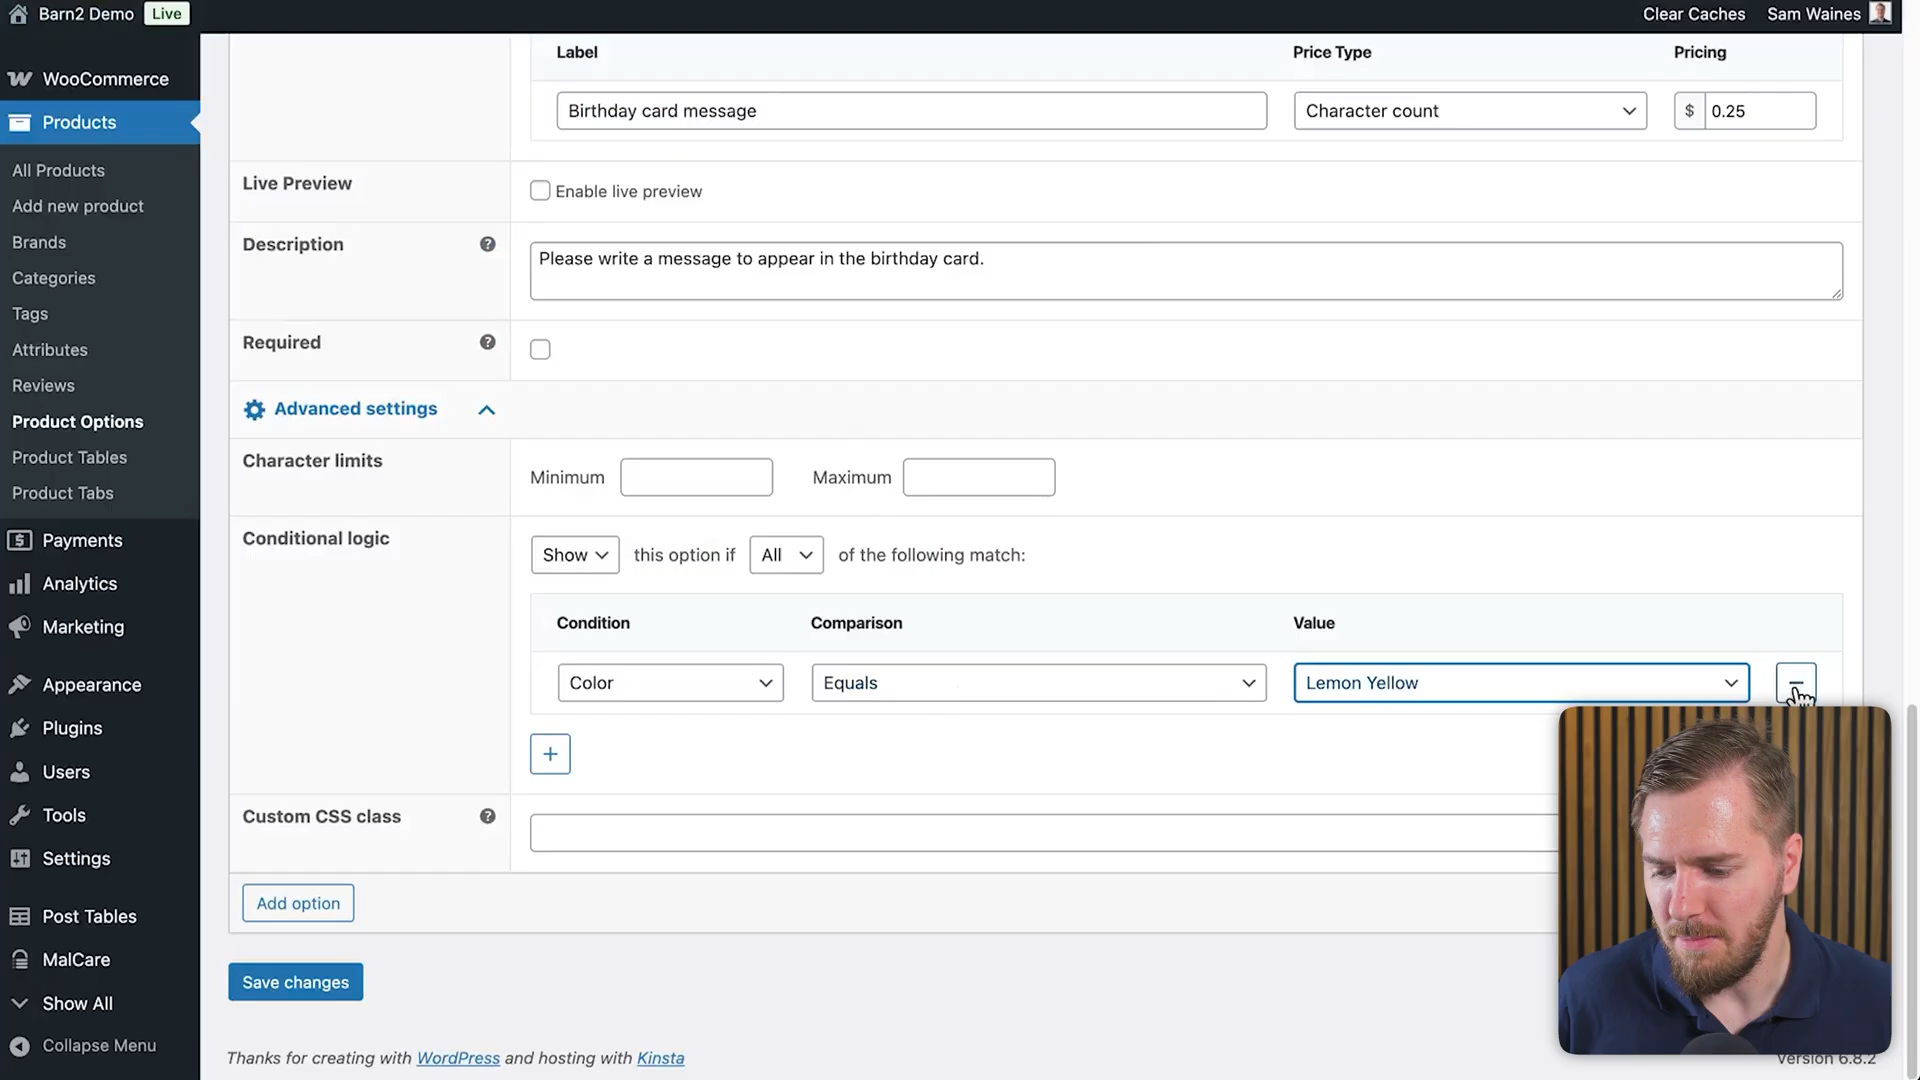 Barn2 Demo Live Clear Caches Sam Waines
WooCommerce
Products
All Products
Add new product
Brands
Categories
Tags
Attributes
Reviews
Product Options
Product Tables
Product Tabs
Payments
Analytics
Marketing
Appearance
Plugins
Users
Tools
Settings
Post Tables
MalCare
Show All
Collapse Menu
Label Price Type Pricing
Birthday card message Character count $ 0.25
Live Preview Enable live preview
Description ? Please write a message to appear in the birthday card.
Required ?
Advanced settings
Character limits Minimum Maximum
Conditional logic Show this option if All of the following match:
Condition Comparison Value
Color Equals Lemon Yellow −
+
Custom CSS class ?
Add option
Save changes
Thanks for creating with WordPress and hosting with Kinsta Version 6.8.2